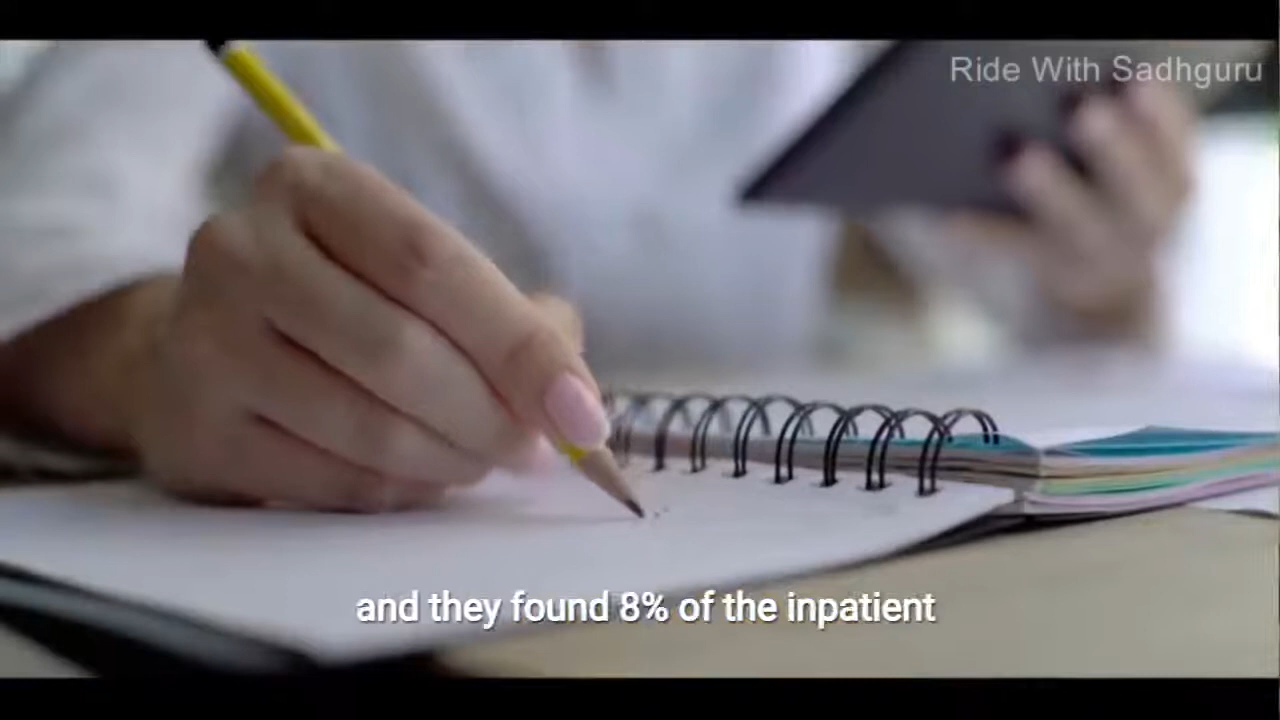 Ride With Sadhguru
and they found 8% of the inpatient